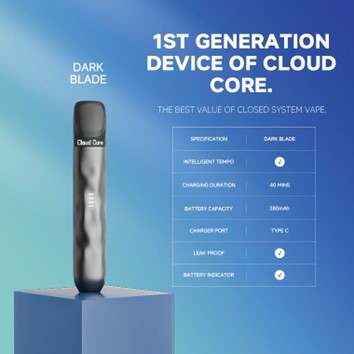 1ST GENERATION
DEVICE OF CLOUD
CORE.
THE BEST VALUE OF CLOSED SYSTEM VAPE.
DARK
BLADE
Cloud Core
SPECIFICATION DARK BLADE
INTELLIGENT TEMPO
CHARGING DURATION 40 MINS
BATTERY CAPACITY 380mAh
CHARGER PORT TYPE C
LEAK PROOF
BATTERY INDICATOR